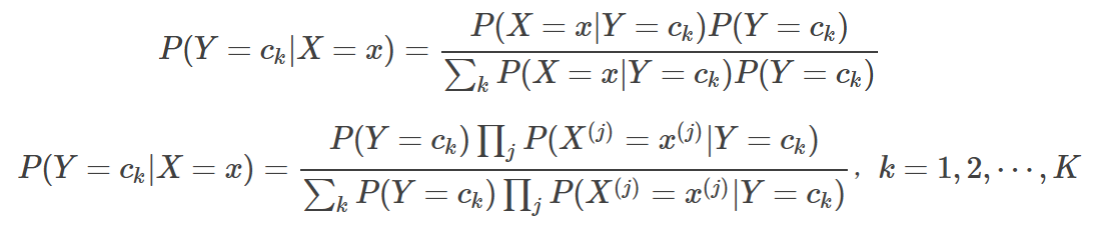 P(Y = c_k|X = x) = \frac{P(X = x|Y = c_k)P(Y = c_k)}{\sum_k P(X = x|Y = c_k)P(Y = c_k)}
P(Y = c_k|X = x) = \frac{P(Y = c_k)\prod_j P(X^{(j)} = x^{(j)}|Y = c_k)}{\sum_k P(Y = c_k)\prod_j P(X^{(j)} = x^{(j)}|Y = c_k)}, k = 1, 2, \cdots, K